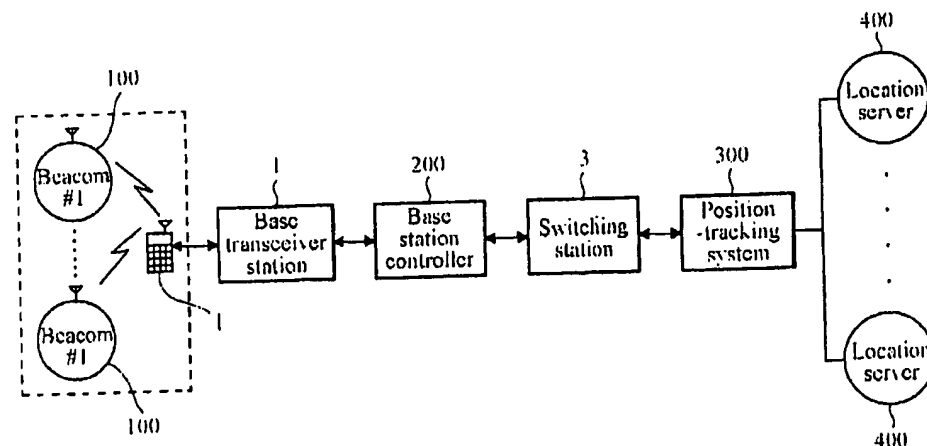 400
100
Location
server
Beacom
#1
1
200
3
300
Base
transceiver
station
Base
station
controller
Switching
station
Position
-tracking
system
1
Beacom
#1
100
Location
server
400